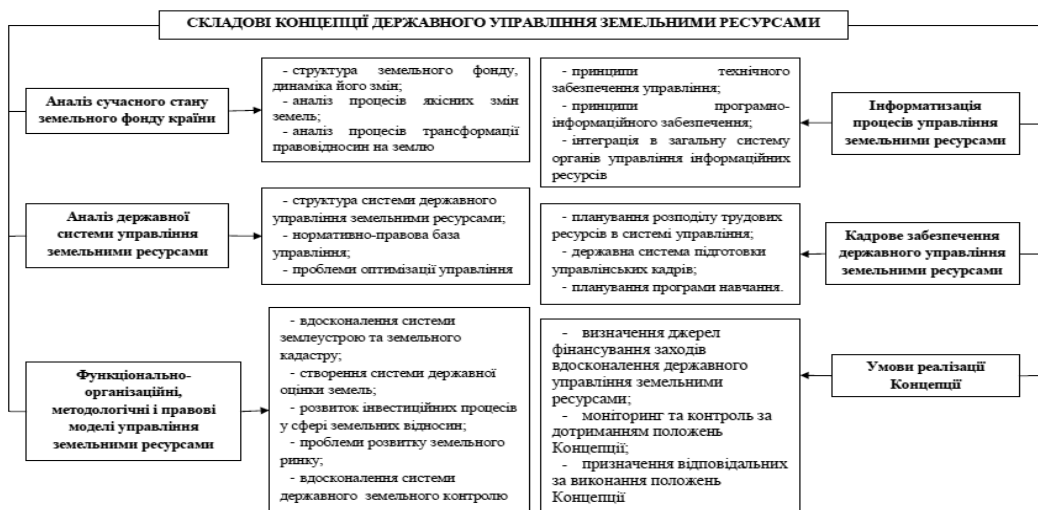 СКЛАДОВІ КОНЦЕПЦІЇ ДЕРЖАВНОГО УПРАВЛІННЯ ЗЕМЕЛЬНИМИ РЕСУРСАМИ
Аналіз сучасного стану
земельного фонду країни
- структура земельного фонду,
динаміка його змін;
- аналіз процесів якісних змін
земель;
- аналіз процесів трансформації
правовідносин на землю
- принципи технічного
забезпечення управління;
- принципи програмно-
інформаційного забезпечення;
- інтеграція в загальну систему
органів управління інформаційних
ресурсів
Інформатизація
процесів управління
земельними ресурсами
Аналіз державної
системи управління
земельними ресурсами
- структура системи державного
управління земельними ресурсами;
- нормативно-правова база
управління;
- проблеми оптимізації управління
- планування розподілу трудових
ресурсів в системі управління;
- державна система підготовки
управлінських кадрів;
- планування програми навчання.
Кадрове забезпечення
державного управління
земельними ресурсами
Функціонально-
організаційні,
методологічні і правові
моделі управління
земельними ресурсами
- вдосконалення системи
землеустрою та земельного
кадастру;
- створення системи державної
оцінки земель;
- розвиток інвестиційних процесів
у сфері земельних відносин;
- проблеми розвитку земельного
ринку;
- вдосконалення системи
державного земельного контролю
- визначення джерел
фінансування заходів
вдосконалення державного
управління земельними
ресурсами;
- моніторинг та контроль за
дотриманням положень
Концепції;
- призначення відповідальних
за виконання положень
Концепції
Умови реалізації
Концепції